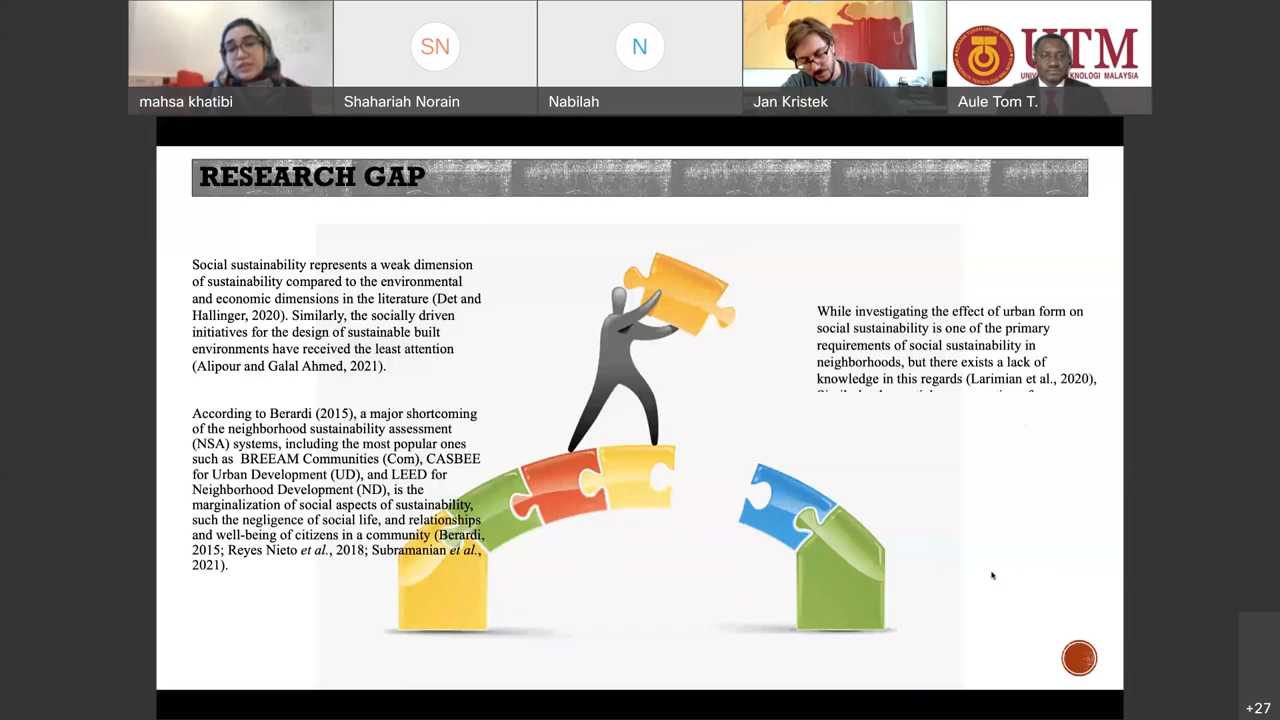 SN
N
UTM
UNIVERSITI TEKNOLOGI MALAYSIA
mahsa khatibi
Shahariah Norain
Nabilah
Jan Kristek
Aule Tom T.
RESEARCH GAP
Social sustainability represents a weak dimension
of sustainability compared to the environmental
and economic dimensions in the literature (Det and
Hallinger, 2020). Similarly, the socially driven
initiatives for the design of sustainable built
environments have received the least attention
(Alipour and Galal Ahmed, 2021).
According to Berardi (2015), a major shortcoming
of the neighborhood sustainability assessment
(NSA) systems, including the most popular ones
such as BREEAM Communities (Com), CASBEE
for Urban Development (UD), and LEED for
Neighborhood Development (ND), is the
marginalization of social aspects of sustainability,
such the negligence of social life, and relationships
and well-being of citizens in a community (Berardi,
2015; Reyes Nieto et al., 2018; Subramanian et al.,
2021).
While investigating the effect of urban form on
social sustainability is one of the primary
requirements of social sustainability in
neighborhoods, but there exists a lack of
knowledge in this regards (Larimian et al., 2020),
+27